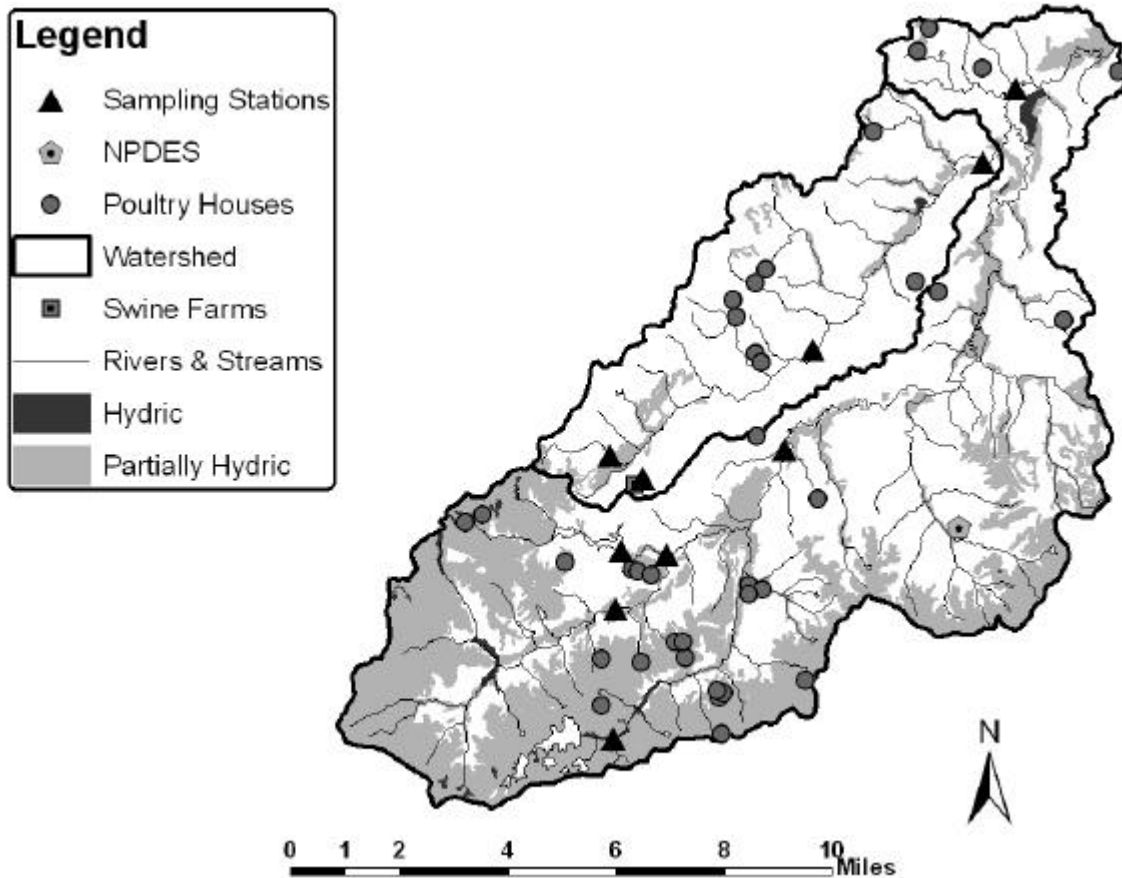 Legend
Sampling Stations
NPDES
Poultry Houses
Watershed
Swine Farms
Rivers & Streams
Hydric
Partially Hydric
N
0 1 2 4 6 8 10
Miles